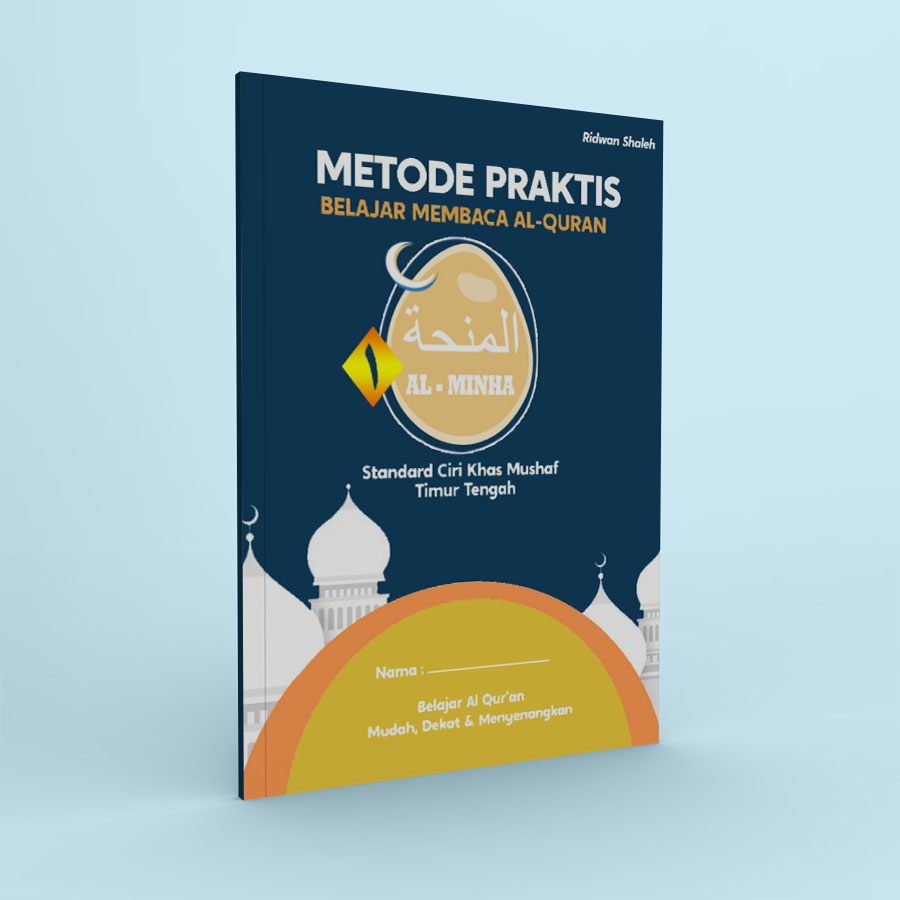 Ridwan Shaleh
METODE PRAKTIS
BELAJAR MEMBACA AL-QURAN
المنحة
١
AL - MINHA
Standard Ciri Khas Mushaf
Timur Tengah
Nama : ____________
Belajar Al Qur'an
Mudah, Dekat & Menyenangkan